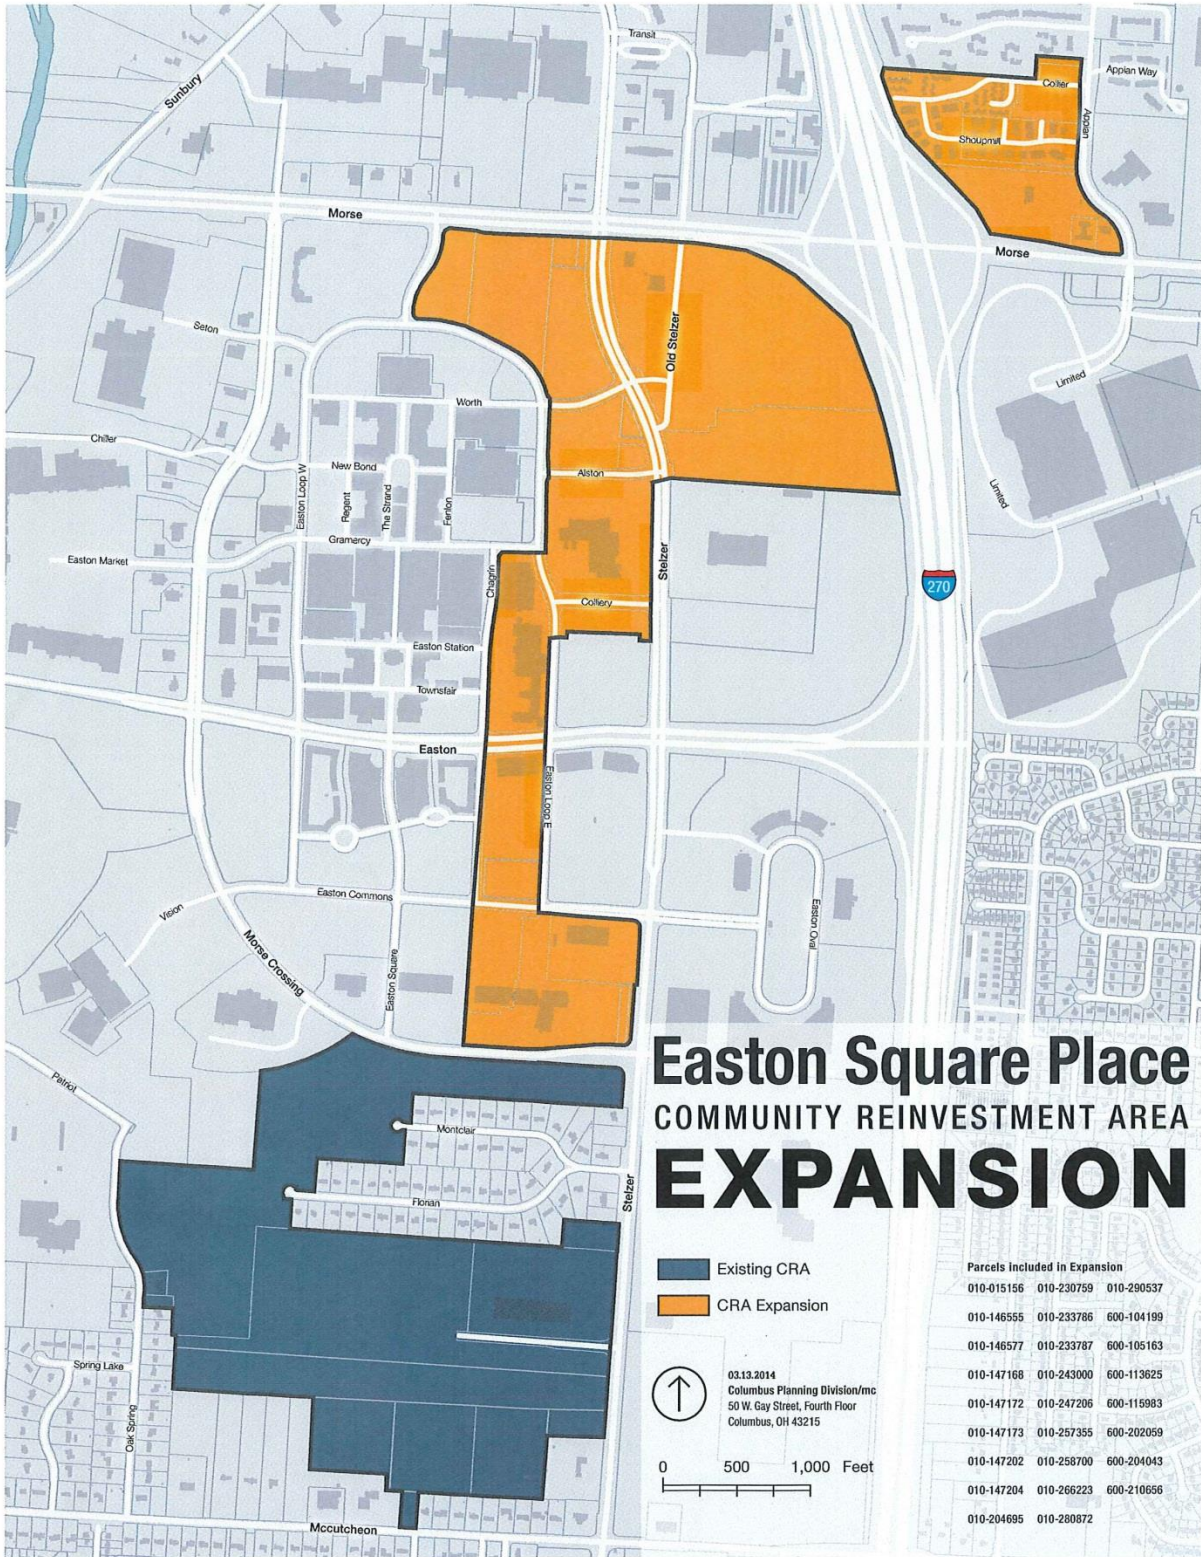 Transit
Sunbury
Appian Way
Collier
Appian
Shoupmill
Morse
Morse
Old Stelzer
Seton
Limited
Worth
Chiller
New Bond
Alston
Easton Loop W
Regent
The Strand
Fenlon
Limited
Gramercy
Easton Market
Chagrin
Stelzer
270
Colliery
Easton Station
Townsfair
Easton
Easton Loop E
Easton Commons
Vision
Easton Oval
Morse Crossing
Easton Square
Patriot
Montclair
Florian
Stelzer
Spring Lake
Oak Spring
Mccutcheon
Easton Square Place
COMMUNITY REINVESTMENT AREA
EXPANSION
Existing CRA
CRA Expansion
03.13.2014
Columbus Planning Division/mc
50 W. Gay Street, Fourth Floor
Columbus, OH 43215
0 500 1,000 Feet
Parcels included in Expansion
010-015156 010-230759 010-290537
010-146555 010-233786 600-104199
010-146577 010-233787 600-105163
010-147168 010-243000 600-113625
010-147172 010-247206 600-115983
010-147173 010-257355 600-202059
010-147202 010-258700 600-204043
010-147204 010-266223 600-210656
010-204695 010-280872